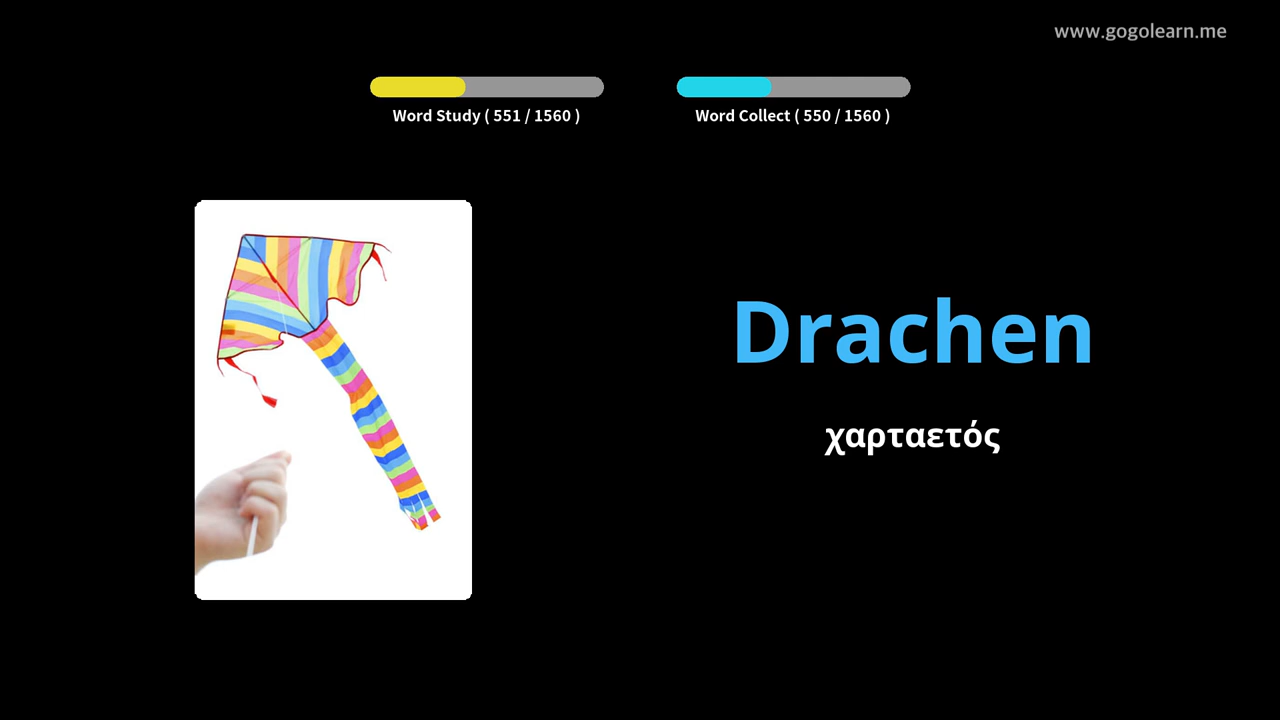 www.gogolearn.me
Word Study ( 551 / 1560 )
Word Collect ( 550 / 1560 )
Drachen
χαρταετός